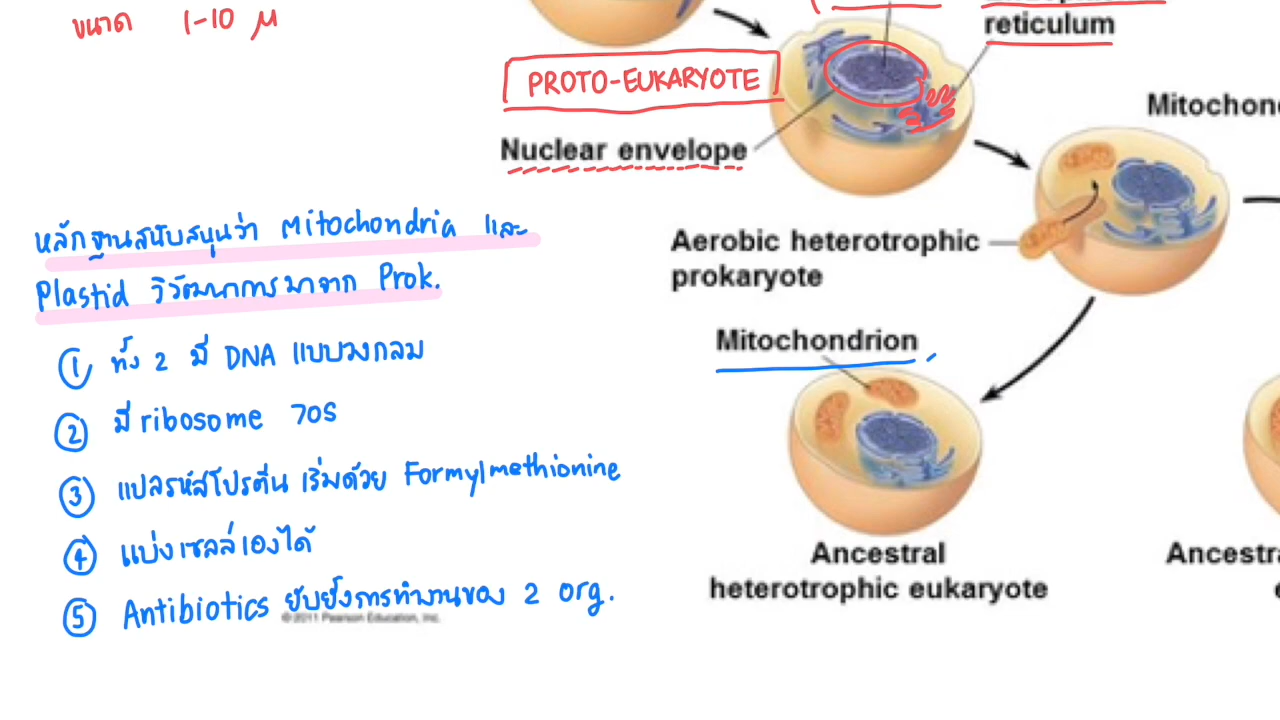 ขนาด 1-10 µ
reticulum
PROTO-EUKARYOTE
Nuclear envelope
Mitochon
Aerobic heterotrophic
prokaryote
Mitochondrion
Ancestral
heterotrophic eukaryote
Ancestr
หลักฐานสนับสนุนว่า Mitochondria และ
Plastid วิวัฒนาการมาจาก Prok.
① ทั้ง 2 มี DNA แบบวงกลม
② มี ribosome 70S
③ แปลรหัสโปรตีน เริ่มด้วย Formylmethionine
④ แบ่งเซลล์เองได้
⑤ Antibiotics ยับยั้งการทำงานของ 2 org.
© 2011 Pearson Education, Inc.